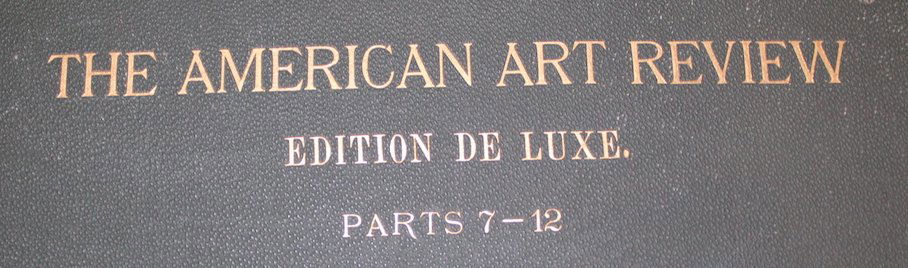 THE AMERICAN ART REVIEW
EDITION DE LUXE.
PARTS 7-12